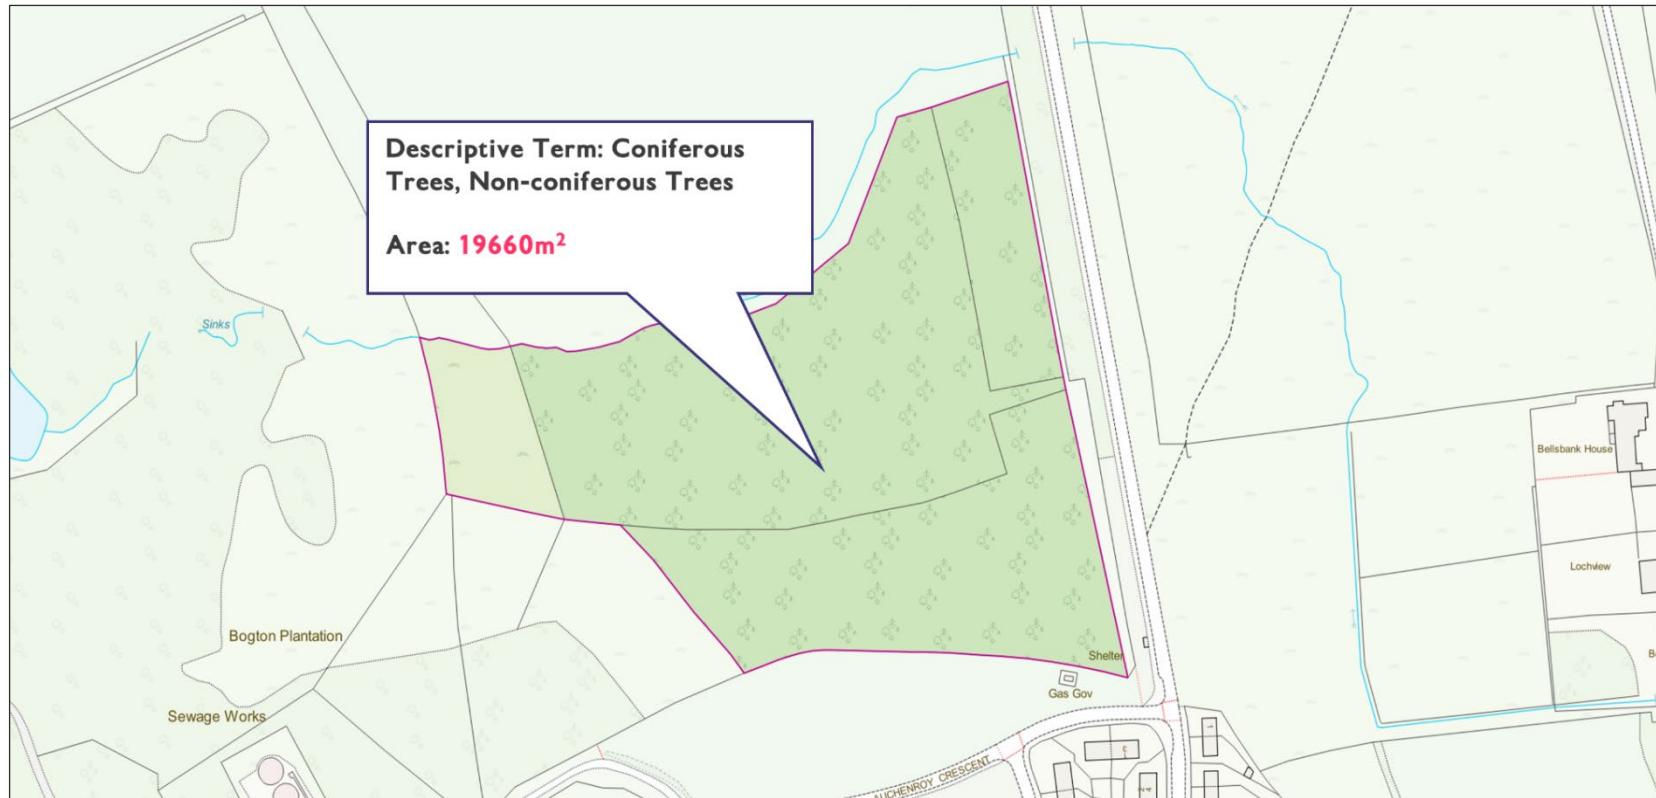 Descriptive Term: Coniferous
Trees, Non-coniferous Trees
Area: 19660m²
Sinks
Bellsbank House
Lochview
Bogton Plantation
Shelter
Gas Gov
Sewage Works
AUCHENROY CRESCENT